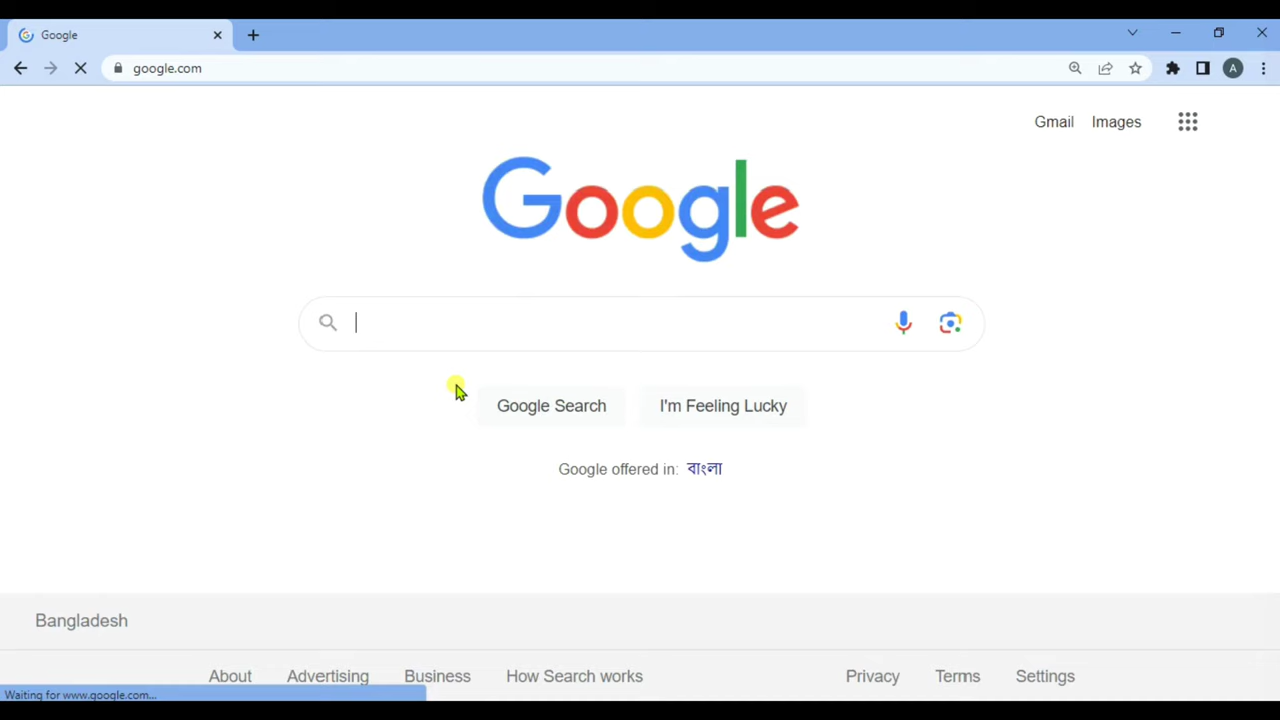 Google
google.com
A
Gmail Images
Google
Google Search I'm Feeling Lucky
Google offered in: বাংলা
Bangladesh
About Advertising Business How Search works Privacy Terms Settings
Waiting for www.google.com...